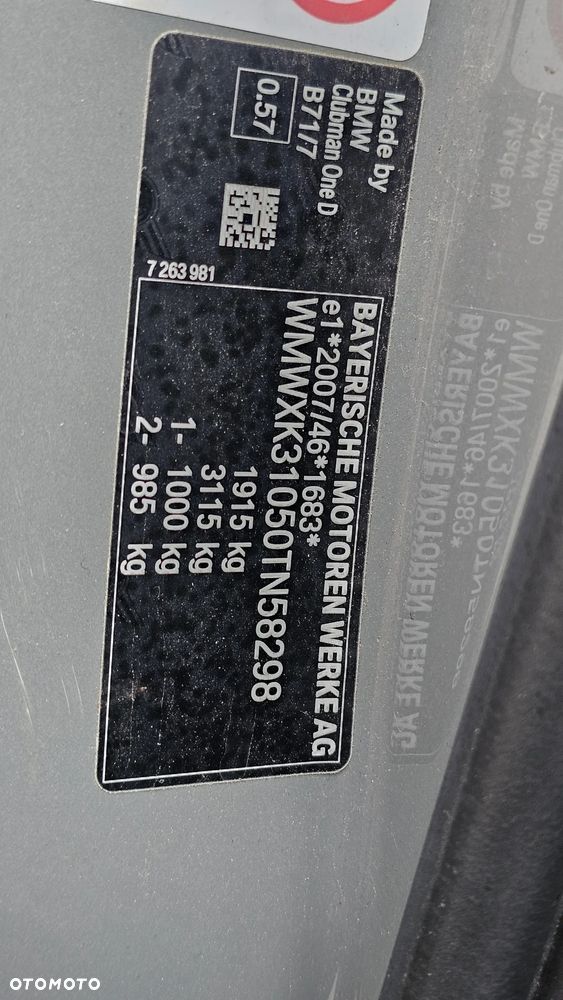 Made by
BMW
Clubman One D
B71/7
0.57
7 263 981
BAYERISCHE MOTOREN WERKE AG
e1*2007/46*1683*
WMWXK31050TN58298
1915 kg
3115 kg
1- 1000 kg
2- 985 kg
OTOMOTO